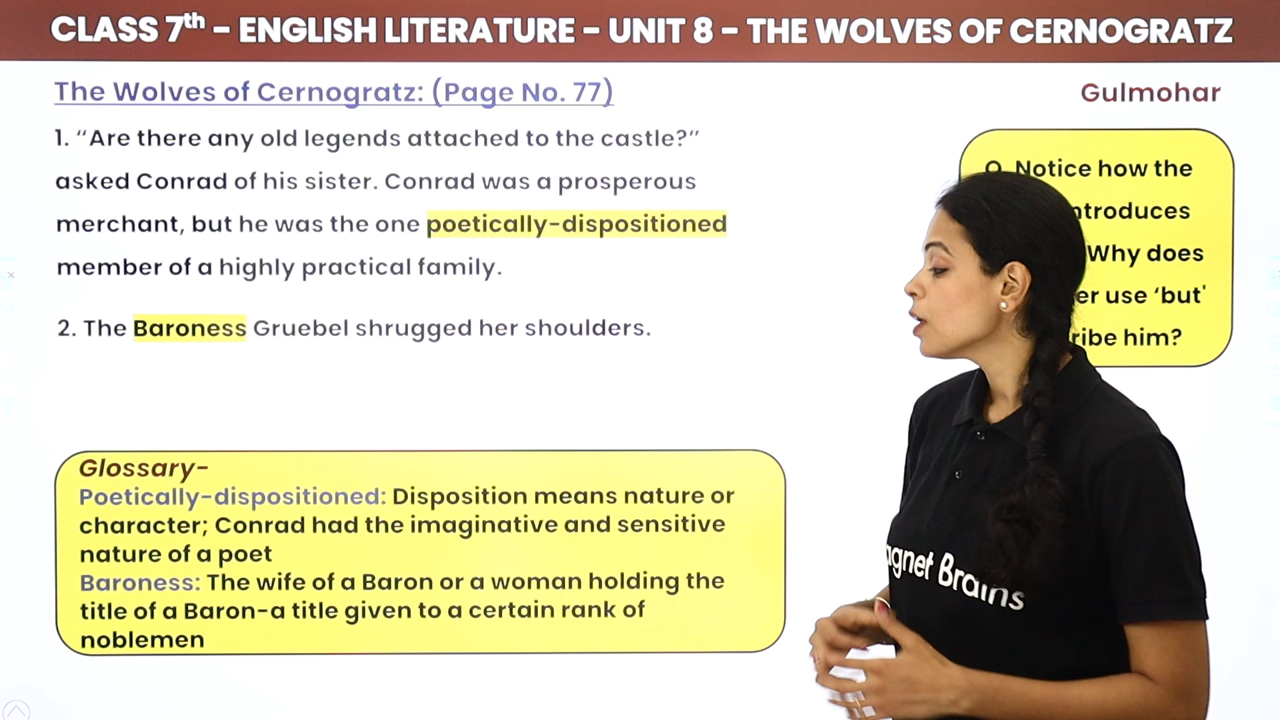 CLASS 7th – ENGLISH LITERATURE – UNIT 8 – THE WOLVES OF CERNOGRATZ
The Wolves of Cernogratz: (Page No. 77)
Gulmohar
1. “Are there any old legends attached to the castle?”
asked Conrad of his sister. Conrad was a prosperous
merchant, but he was the one poetically-dispositioned
member of a highly practical family.
2. The Baroness Gruebel shrugged her shoulders.
Notice how the
Why does
use ‘but'
him?
Glossary-
Poetically-dispositioned: Disposition means nature or
character; Conrad had the imaginative and sensitive
nature of a poet
Baroness: The wife of a Baron or a woman holding the
title of a Baron-a title given to a certain rank of
noblemen
Brains